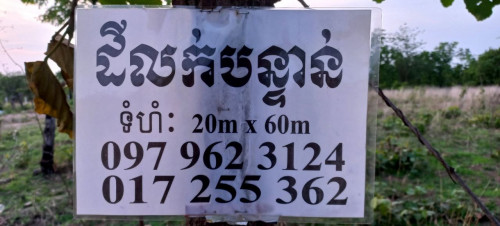 ដីលក់បន្ទាន់
ទំហំ៖ 20m x 60m
097 962 3124
017 255 362